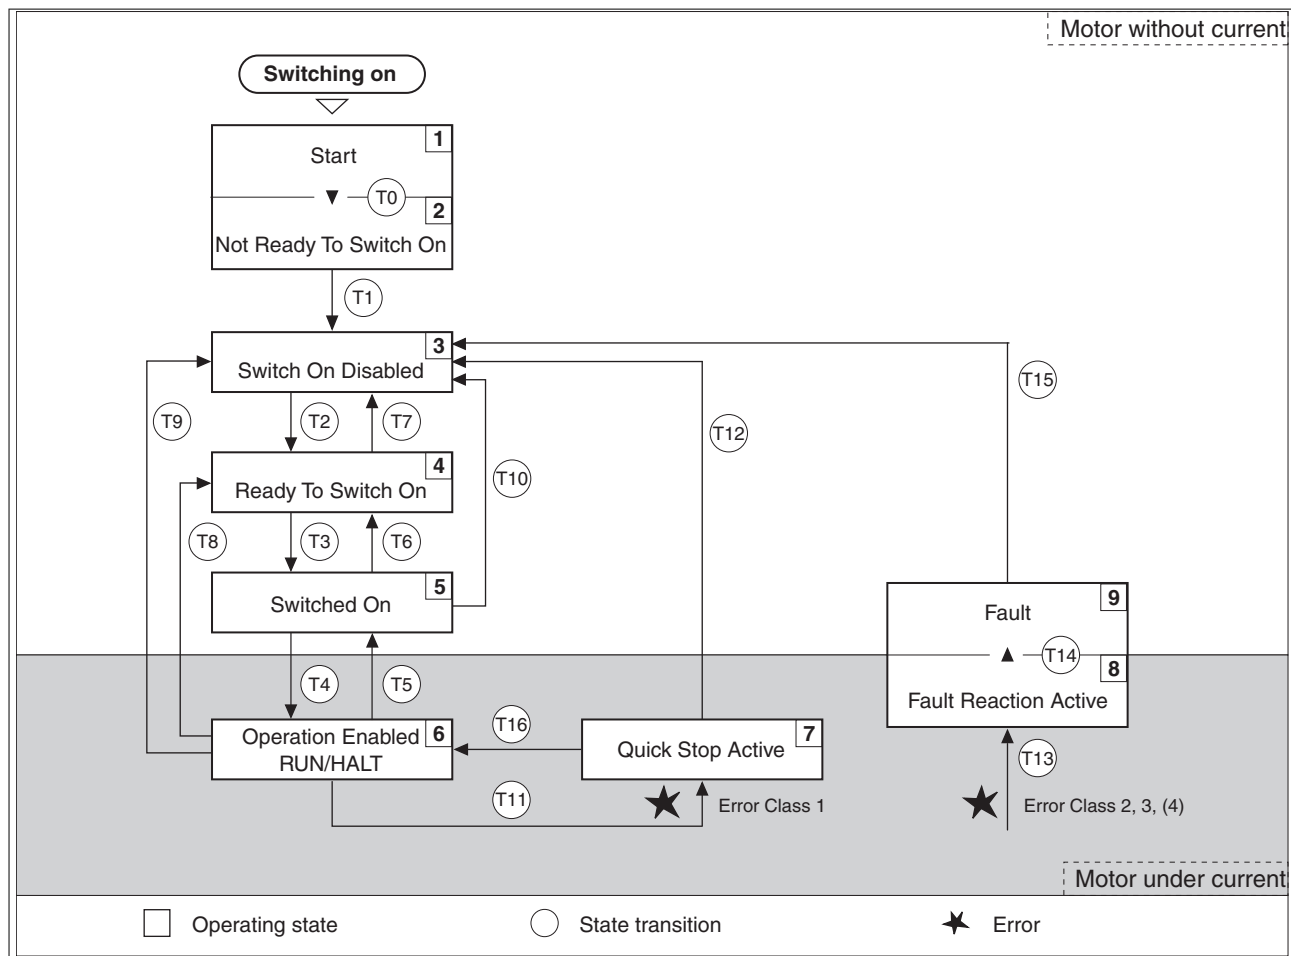 Motor without current
Switching on
1
Start
T0
2
Not Ready To Switch On
T1
3
Switch On Disabled
T15
T9
T2
T7
T12
4
Ready To Switch On
T10
T8
T3
T6
5
Switched On
9
Fault
T14
8
Fault Reaction Active
T4
T5
6
Operation Enabled
RUN/HALT
T16
7
Quick Stop Active
T13
T11
Error Class 1
Error Class 2, 3, (4)
Motor under current
Operating state
State transition
Error